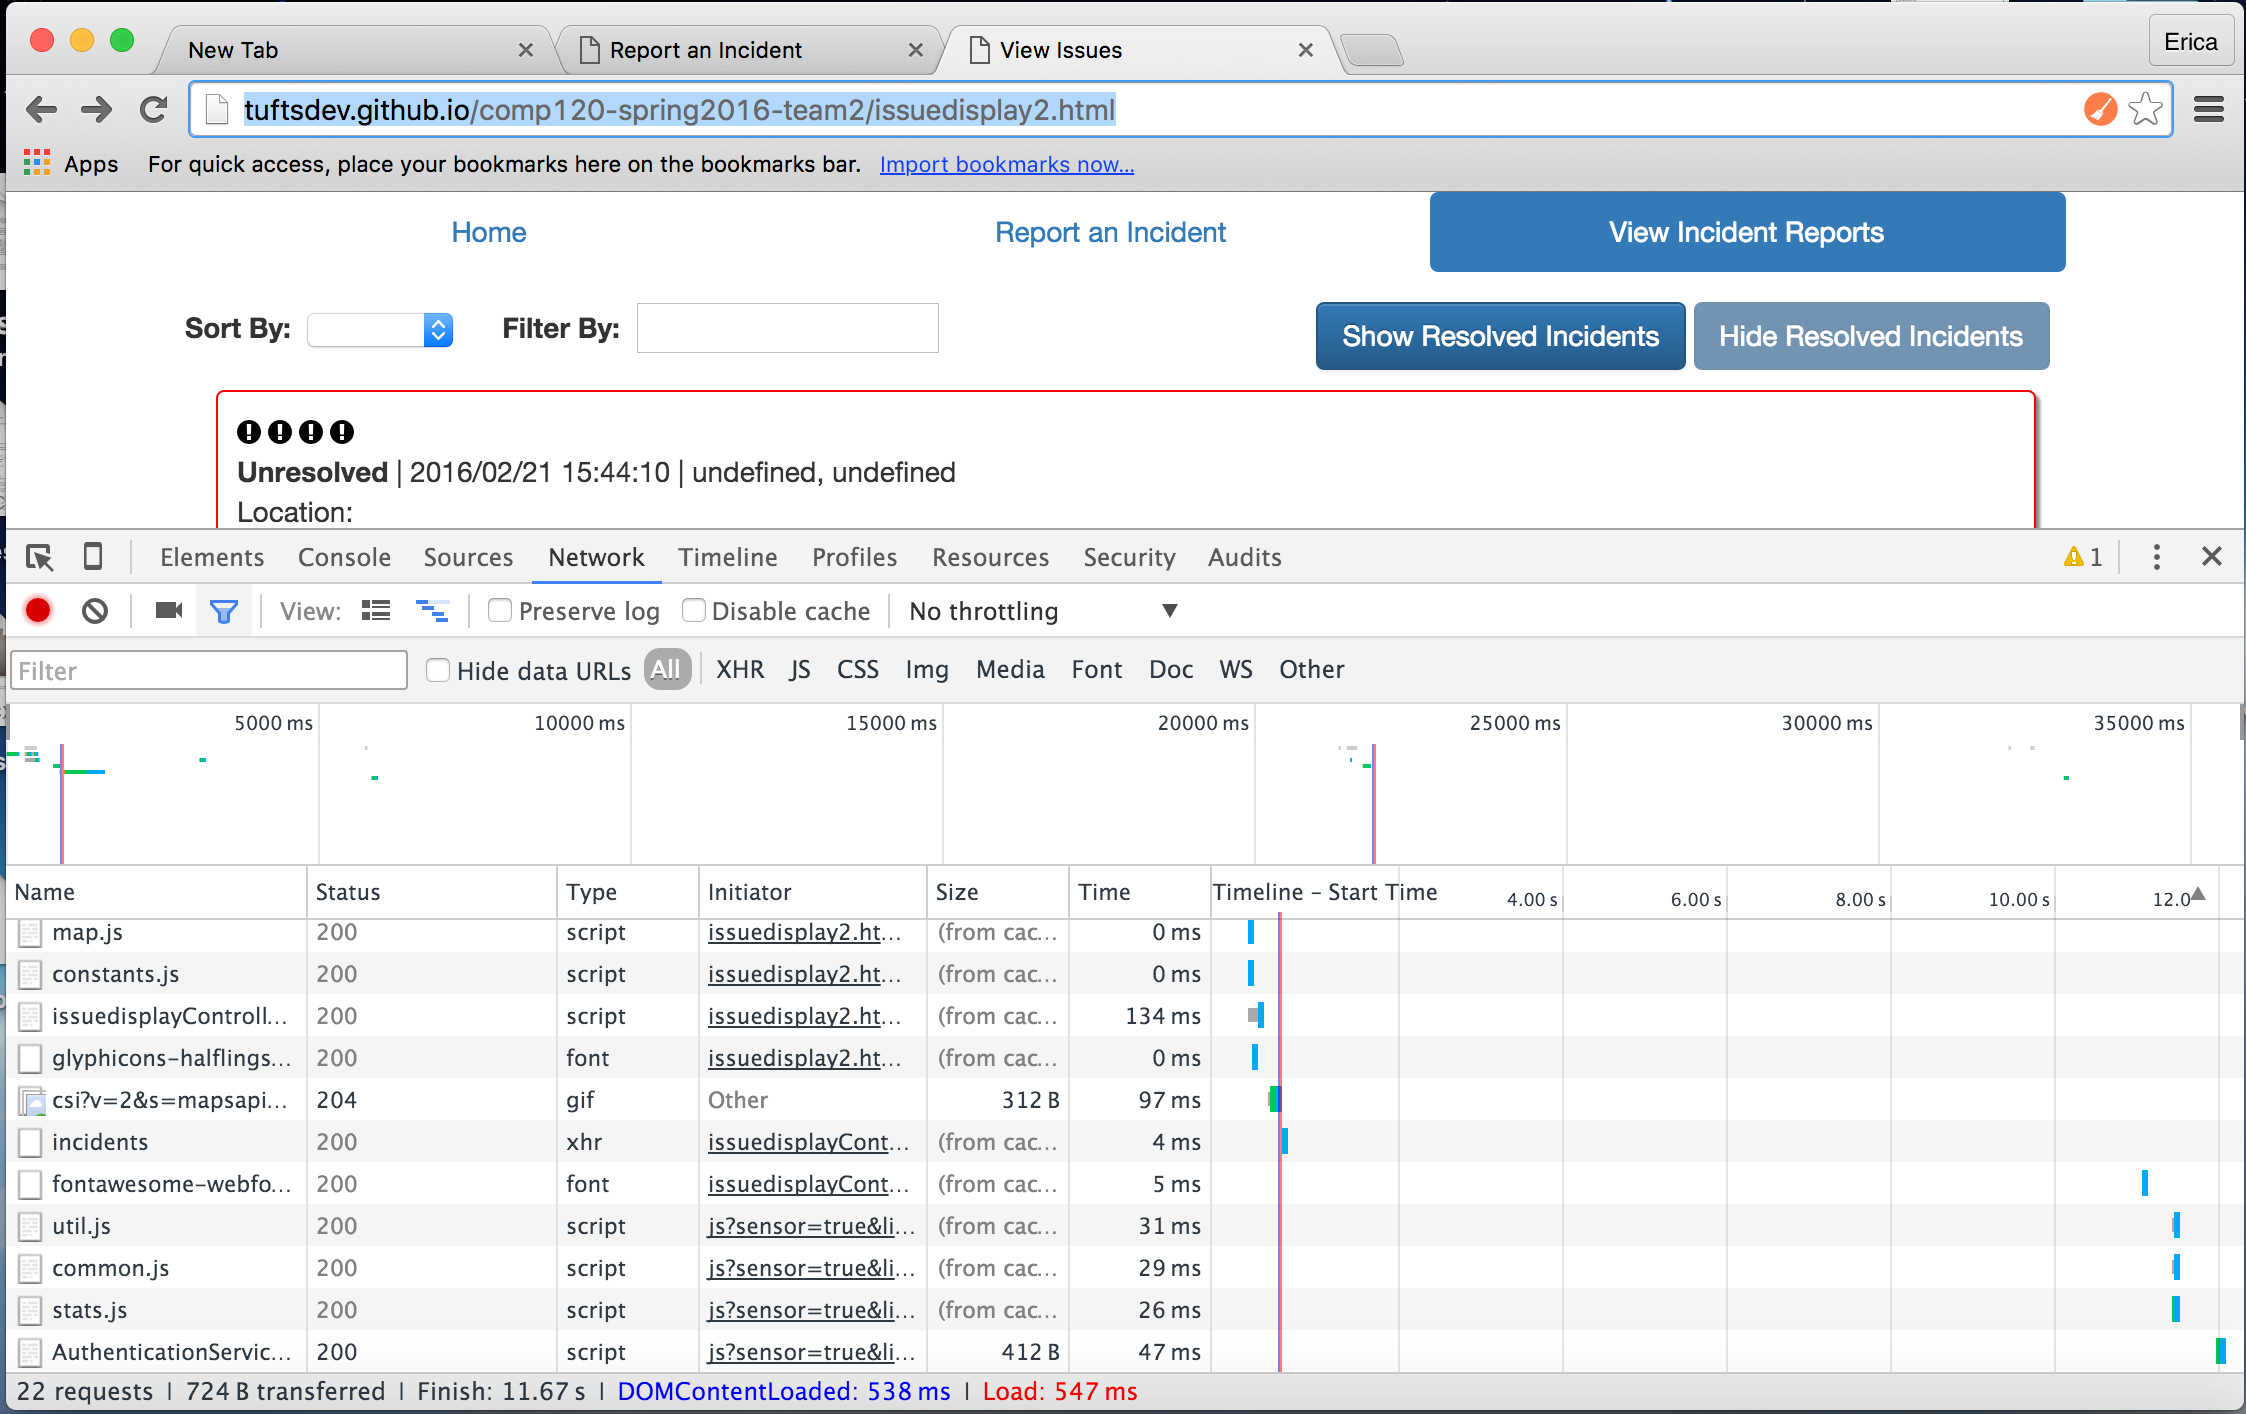 New Tab
Report an Incident
View Issues
Erica
tuftsdev.github.io/comp120-spring2016-team2/issuedisplay2.html
Apps For quick access, place your bookmarks here on the bookmarks bar. Import bookmarks now...
Home Report an Incident View Incident Reports
Sort By: Filter By: Show Resolved Incidents Hide Resolved Incidents
Unresolved | 2016/02/21 15:44:10 | undefined, undefined
Location:
Elements Console Sources Network Timeline Profiles Resources Security Audits 1
View: Preserve log Disable cache No throttling
Filter Hide data URLs All XHR JS CSS Img Media Font Doc WS Other
5000 ms 10000 ms 15000 ms 20000 ms 25000 ms 30000 ms 35000 ms
Name Status Type Initiator Size Time Timeline – Start Time 4.00 s 6.00 s 8.00 s 10.00 s 12.0
map.js 200 script issuedisplay2.ht... (from cac... 0 ms
constants.js 200 script issuedisplay2.ht... (from cac... 0 ms
issuedisplayControll... 200 script issuedisplay2.ht... (from cac... 134 ms
glyphicons-halflings... 200 font issuedisplay2.ht... (from cac... 0 ms
csi?v=2&s=mapsapi... 204 gif Other 312 B 97 ms
incidents 200 xhr issuedisplayCont... (from cac... 4 ms
fontawesome-webfo... 200 font issuedisplayCont... (from cac... 5 ms
util.js 200 script js?sensor=true&li... (from cac... 31 ms
common.js 200 script js?sensor=true&li... (from cac... 29 ms
stats.js 200 script js?sensor=true&li... (from cac... 26 ms
AuthenticationServic... 200 script js?sensor=true&li... 412 B 47 ms
22 requests | 724 B transferred | Finish: 11.67 s | DOMContentLoaded: 538 ms | Load: 547 ms